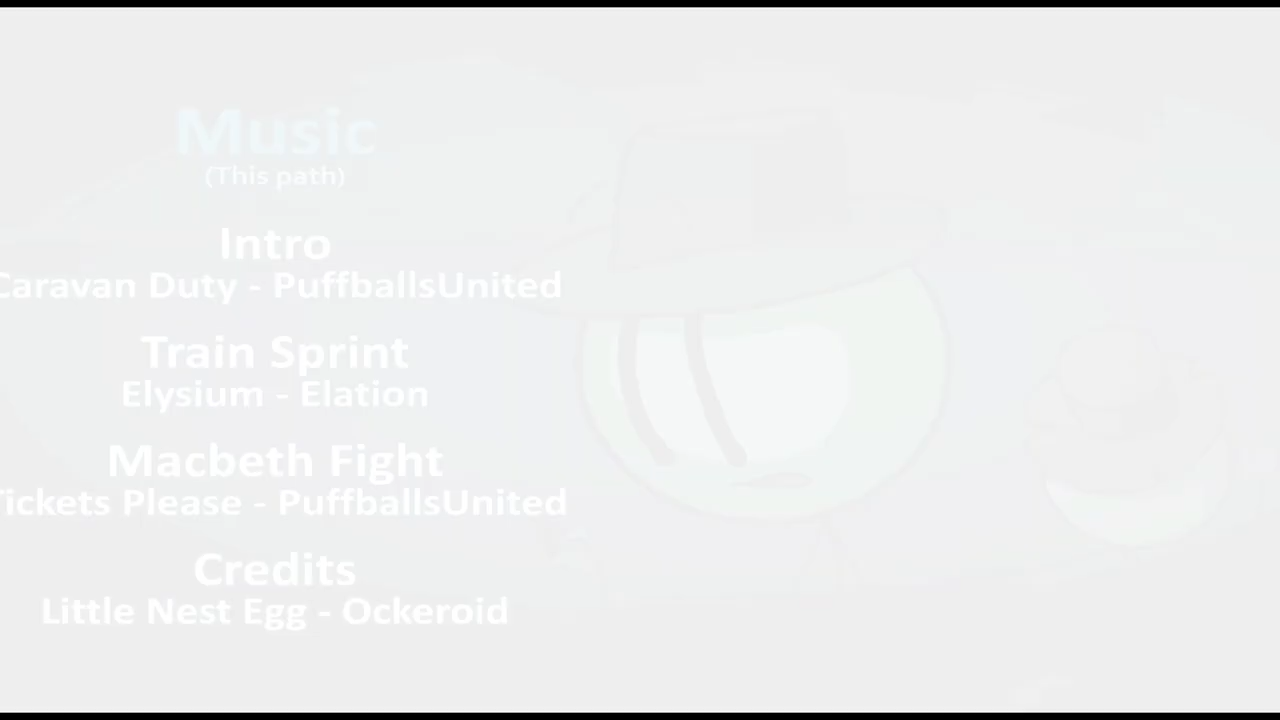 Music
(This path)
Intro
Caravan Duty - PuffballsUnited
Train Sprint
Elysium - Elation
Macbeth Fight
Tickets Please - PuffballsUnited
Credits
Little Nest Egg - Ockeroid